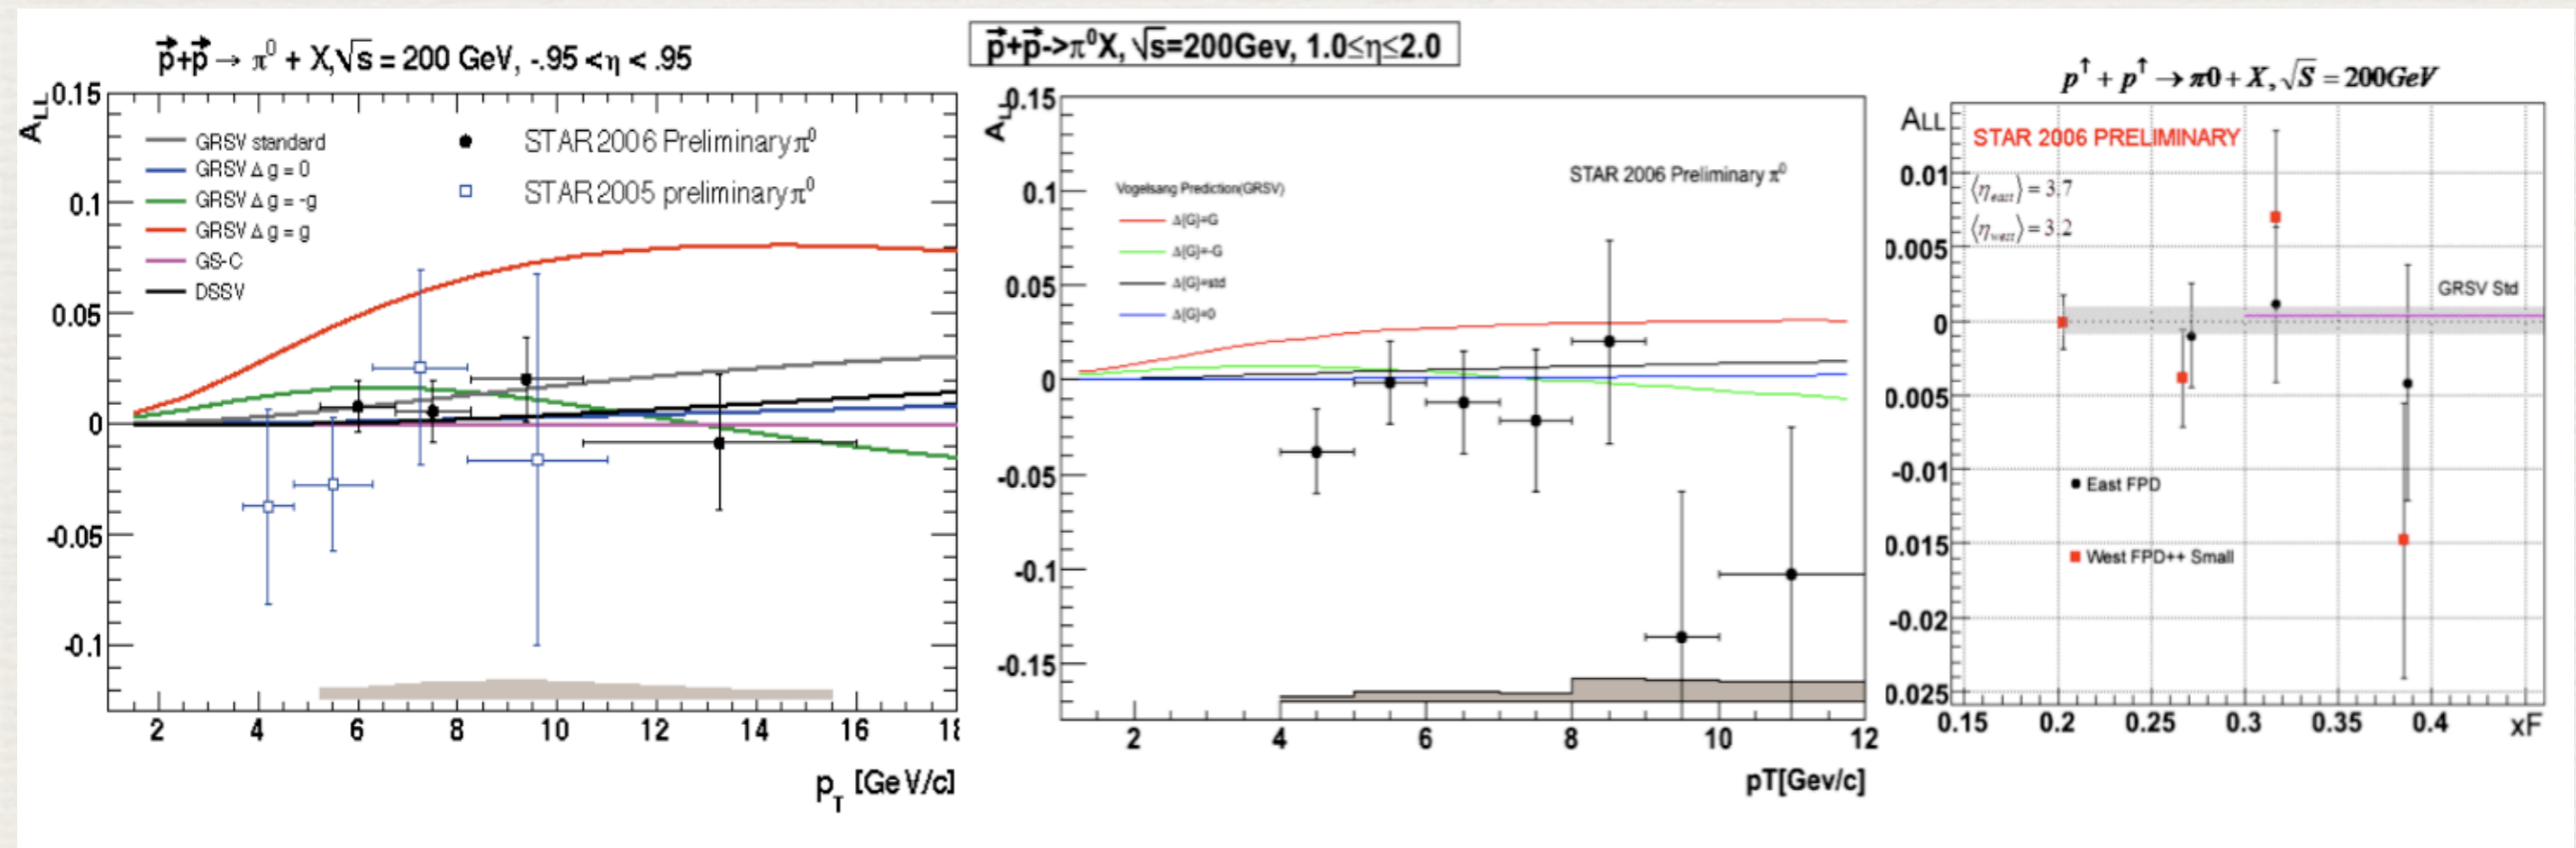 p+p → π⁰ + X,√s = 200 GeV, -.95 <η < .95
A_LL
0.15
0.1
0.05
0
-0.05
-0.1
GRSV standard
GRSV Δg = 0
GRSV Δg = -g
GRSV Δg = g
GS-C
DSSV
STAR 2006 Preliminary π⁰
STAR 2005 preliminary π⁰
2 4 6 8 10 12 14 16 18
p_T [GeV/c]
p+p->π⁰X, √s=200Gev, 1.0≤η≤2.0
0.15
0.1
0.05
0
-0.05
-0.1
-0.15
STAR 2006 Preliminary π⁰
Vogelsang Prediction(GRSV)
Δ(G)=G
Δ(G)=-G
Δ(G)=std
Δ(G)=0
2 4 6 8 10 12
pT[Gev/c]
p↑ + p↑ → π0 + X, √S = 200GeV
ALL
STAR 2006 PRELIMINARY
⟨η_east⟩ = 3.7
⟨η_west⟩ = 3.2
0.01
0.005
0
0.005
-0.01
0.015
-0.02
0.025
GRSV Std
East FPD
West FPD++ Small
0.15 0.2 0.25 0.3 0.35 0.4
xF